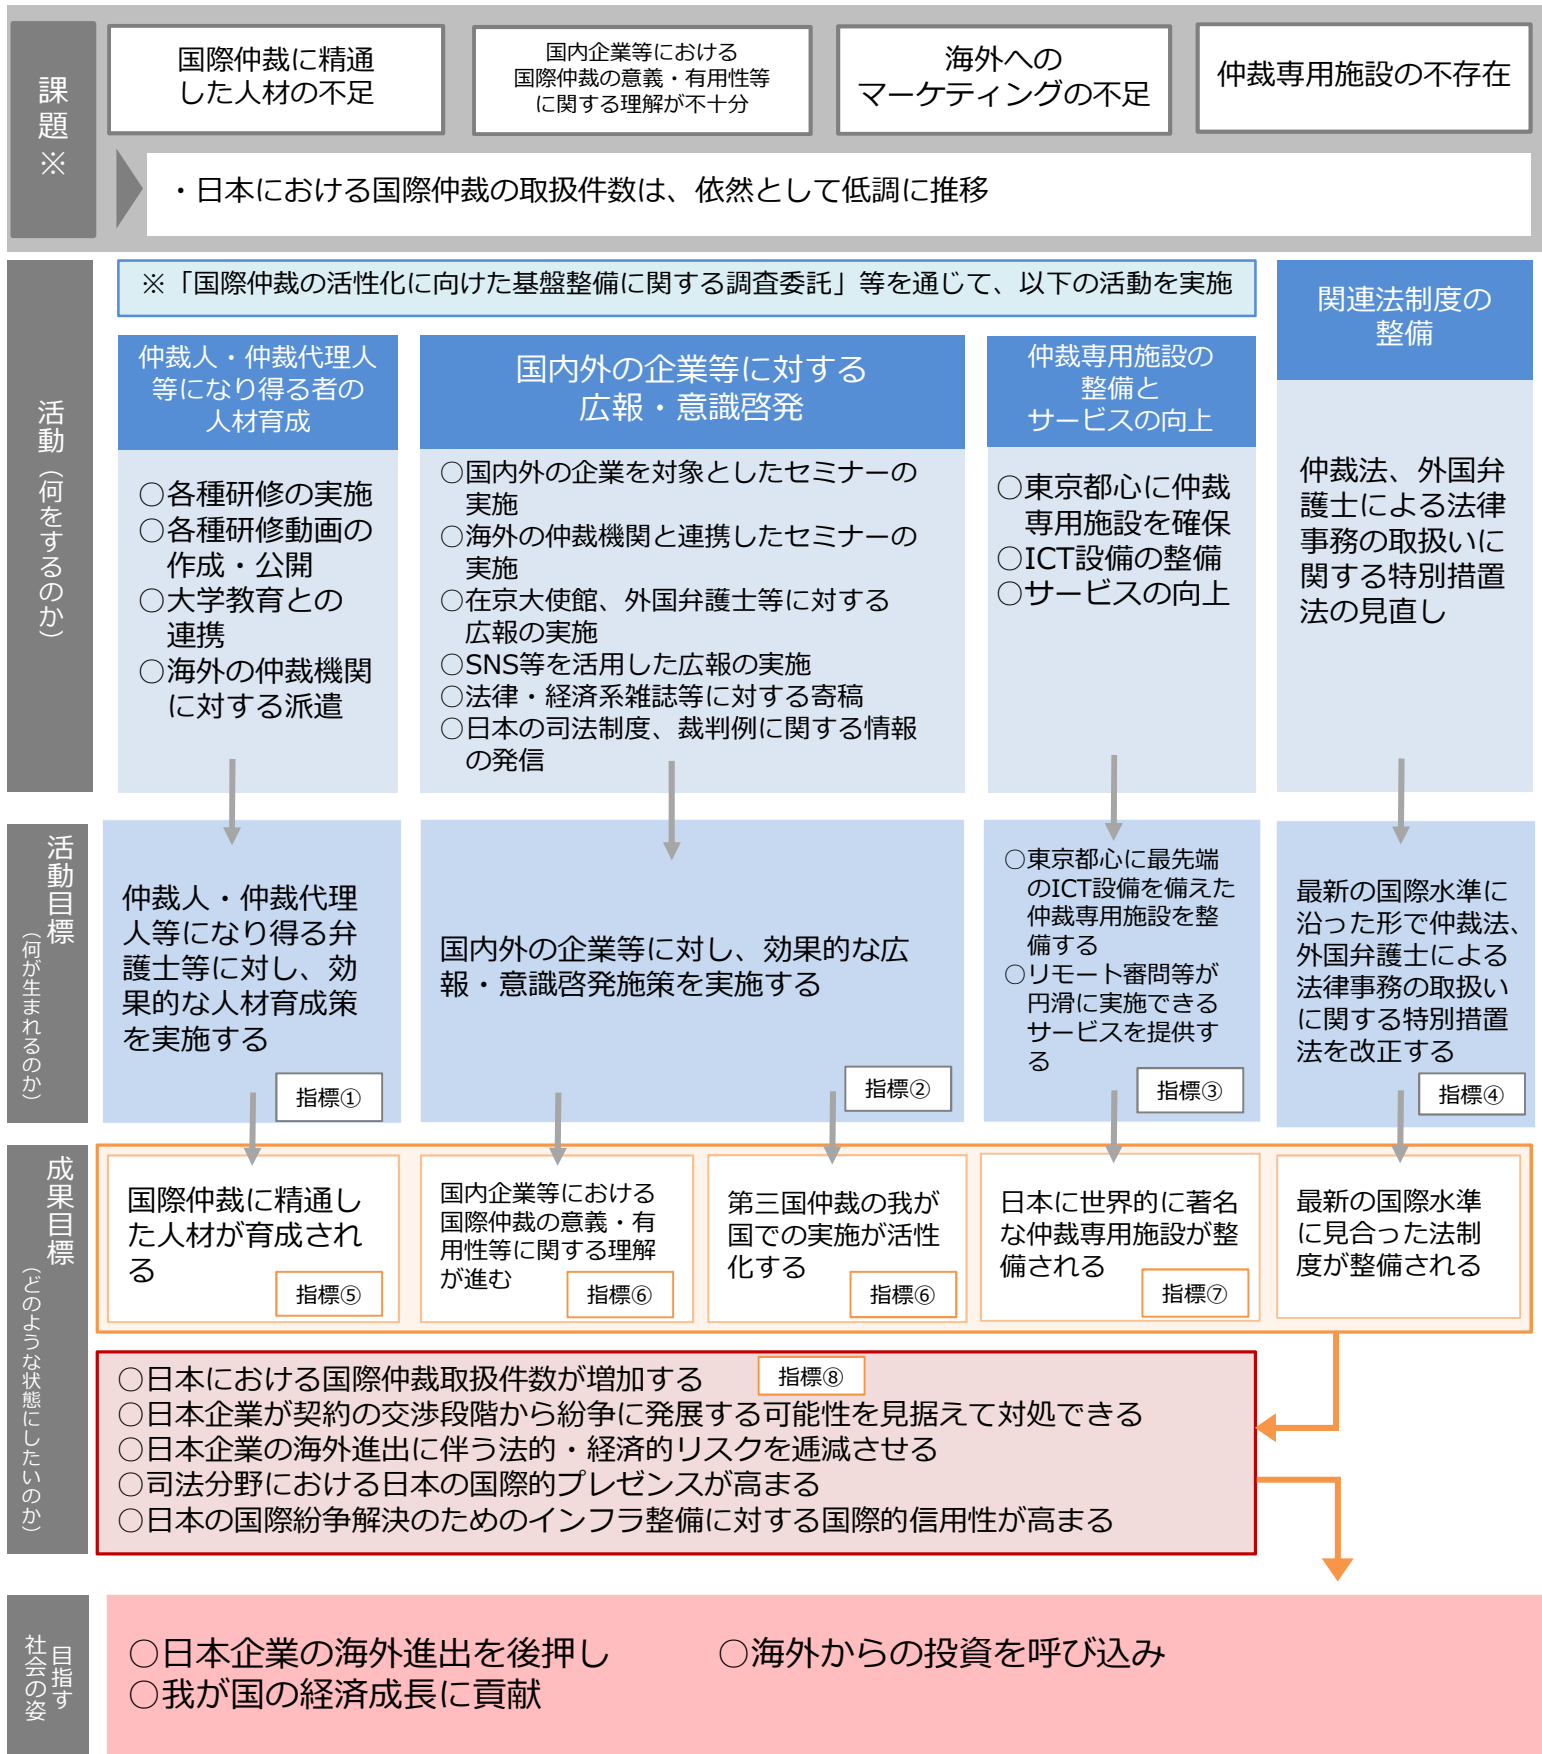 課題※
国際仲裁に精通
した人材の不足
国内企業等における
国際仲裁の意義・有用性等
に関する理解が不十分
海外への
マーケティングの不足
仲裁専用施設の不存在
・日本における国際仲裁の取扱件数は、依然として低調に推移
活動（何をするのか）
※「国際仲裁の活性化に向けた基盤整備に関する調査委託」等を通じて、以下の活動を実施
仲裁人・仲裁代理人
等になり得る者の
人材育成
○各種研修の実施
○各種研修動画の
作成・公開
○大学教育との
連携
○海外の仲裁機関
に対する派遣
国内外の企業等に対する
広報・意識啓発
○国内外の企業を対象としたセミナーの
実施
○海外の仲裁機関と連携したセミナーの
実施
○在京大使館、外国弁護士等に対する
広報の実施
○SNS等を活用した広報の実施
○法律・経済系雑誌等に対する寄稿
○日本の司法制度、裁判例に関する情報
の発信
仲裁専用施設の
整備と
サービスの向上
○東京都心に仲裁
専用施設を確保
○ICT設備の整備
○サービスの向上
関連法制度の
整備
仲裁法、外国弁
護士による法律
事務の取扱いに
関する特別措置
法の見直し
活動目標
（何が生まれるのか）
仲裁人・仲裁代理
人等になり得る弁
護士等に対し、効
果的な人材育成策
を実施する
指標①
国内外の企業等に対し、効果的な広
報・意識啓発施策を実施する
指標②
○東京都心に最先端
のICT設備を備えた
仲裁専用施設を整
備する
○リモート審問等が
円滑に実施できる
サービスを提供す
る
指標③
最新の国際水準に
沿った形で仲裁法、
外国弁護士による
法律事務の取扱い
に関する特別措置
法を改正する
指標④
成果目標
（どのような状態にしたいのか）
国際仲裁に精通し
た人材が育成され
る
指標⑤
国内企業等における
国際仲裁の意義・有
用性等に関する理解
が進む
指標⑥
第三国仲裁の我が
国での実施が活性
化する
指標⑥
日本に世界的に著名
な仲裁専用施設が整
備される
指標⑦
最新の国際水準
に見合った法制
度が整備される
○日本における国際仲裁取扱件数が増加する
指標⑧
○日本企業が契約の交渉段階から紛争に発展する可能性を見据えて対処できる
○日本企業の海外進出に伴う法的・経済的リスクを逓減させる
○司法分野における日本の国際的プレゼンスが高まる
○日本の国際紛争解決のためのインフラ整備に対する国際的信用性が高まる
目指す
社会の姿
○日本企業の海外進出を後押し
○海外からの投資を呼び込み
○我が国の経済成長に貢献